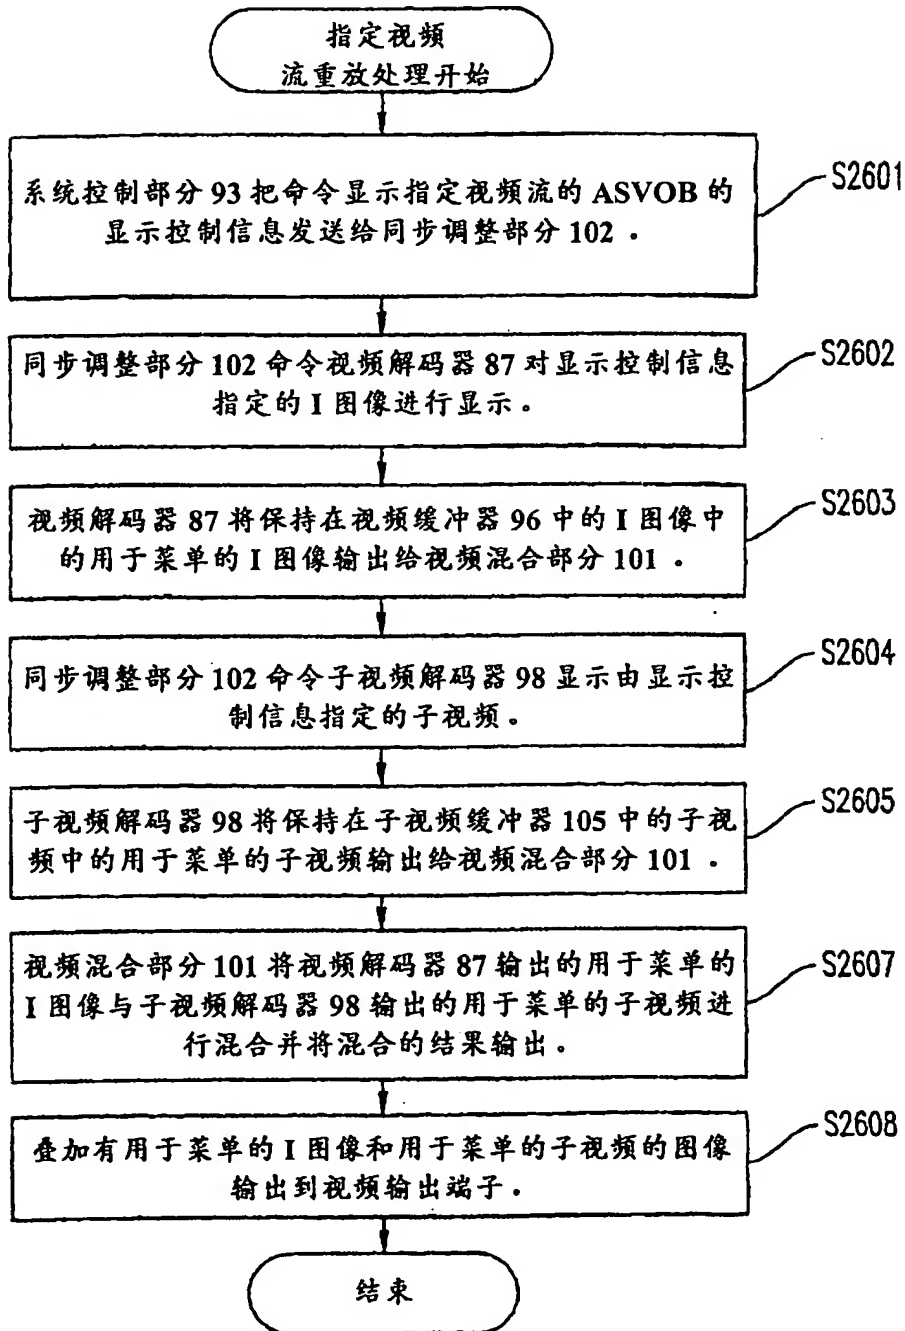 指定视频
流重放处理开始
系统控制部分 93 把命令显示指定视频流的 ASVOB 的
显示控制信息发送给同步调整部分 102 。
S2601
同步调整部分 102 命令视频解码器 87 对显示控制信息
指定的 I 图像进行显示。
S2602
视频解码器 87 将保持在视频缓冲器 96 中的 I 图像中
的用于菜单的 I 图像输出给视频混合部分 101 。
S2603
同步调整部分 102 命令子视频解码器 98 显示由显示控
制信息指定的子视频。
S2604
子视频解码器 98 将保持在子视频缓冲器 105 中的子视
频中的用于菜单的子视频输出给视频混合部分 101 。
S2605
视频混合部分 101 将视频解码器 87 输出的用于菜单的
I 图像与子视频解码器 98 输出的用于菜单的子视频进
行混合并将混合的结果输出。
S2607
叠加有用于菜单的 I 图像和用于菜单的子视频的图像
输出到视频输出端子。
S2608
结束